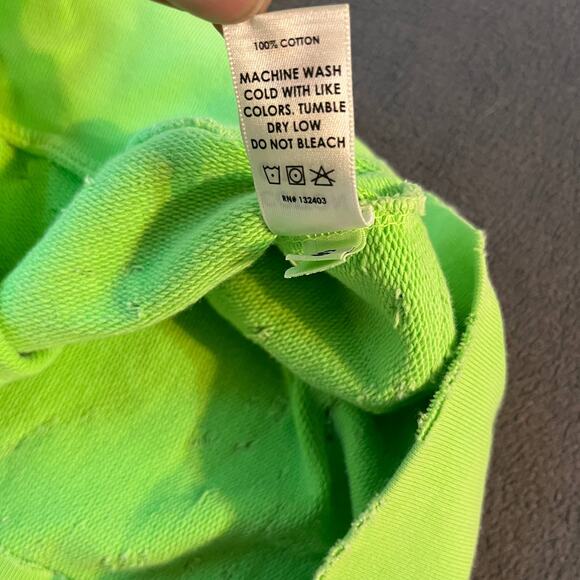 100% COTTON
MACHINE WASH
COLD WITH LIKE
COLORS. TUMBLE
DRY LOW
DO NOT BLEACH
RN# 132403